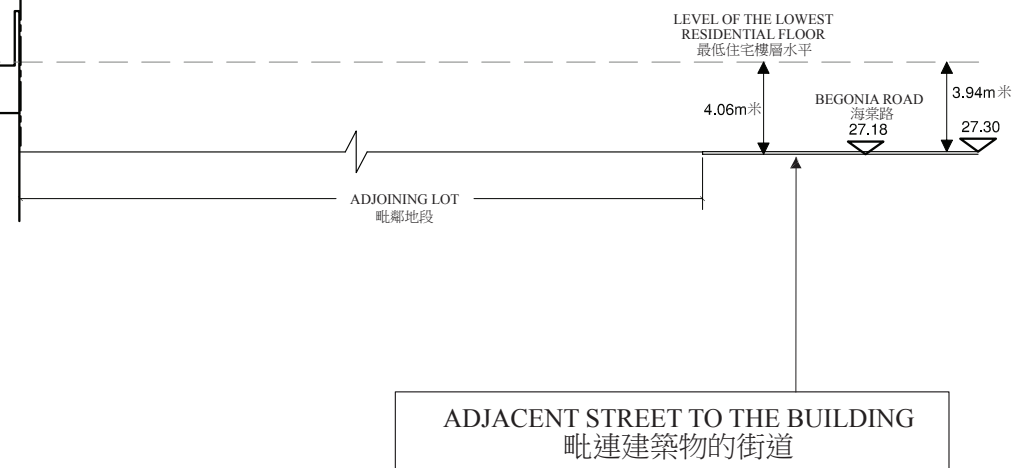 LEVEL OF THE LOWEST
RESIDENTIAL FLOOR
最低住宅樓層水平
4.06m米
BEGONIA ROAD
海棠路
27.18
3.94m米
27.30
ADJOINING LOT
毗鄰地段
ADJACENT STREET TO THE BUILDING
毗連建築物的街道